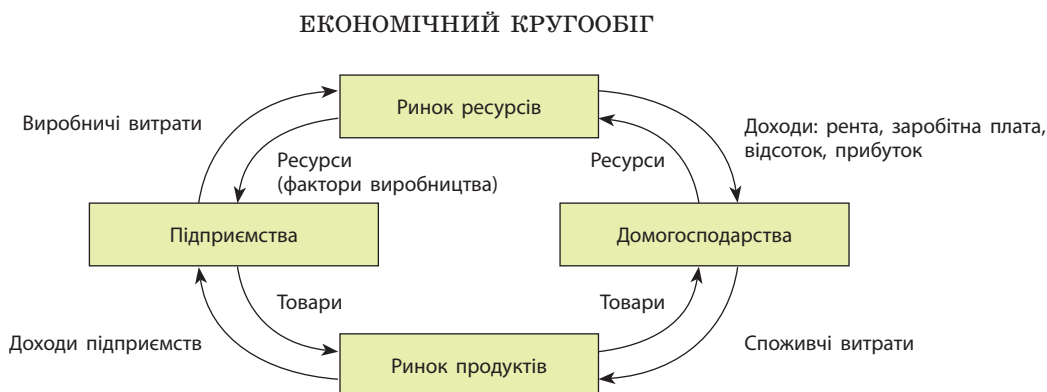 ЕКОНОМІЧНИЙ КРУГООБІГ
Ринок ресурсів
Виробничі витрати
Доходи: рента, заробітна плата,
відсоток, прибуток
Ресурси
(фактори виробництва)
Ресурси
Підприємства
Домогосподарства
Товари
Товари
Доходи підприємств
Споживчі витрати
Ринок продуктів